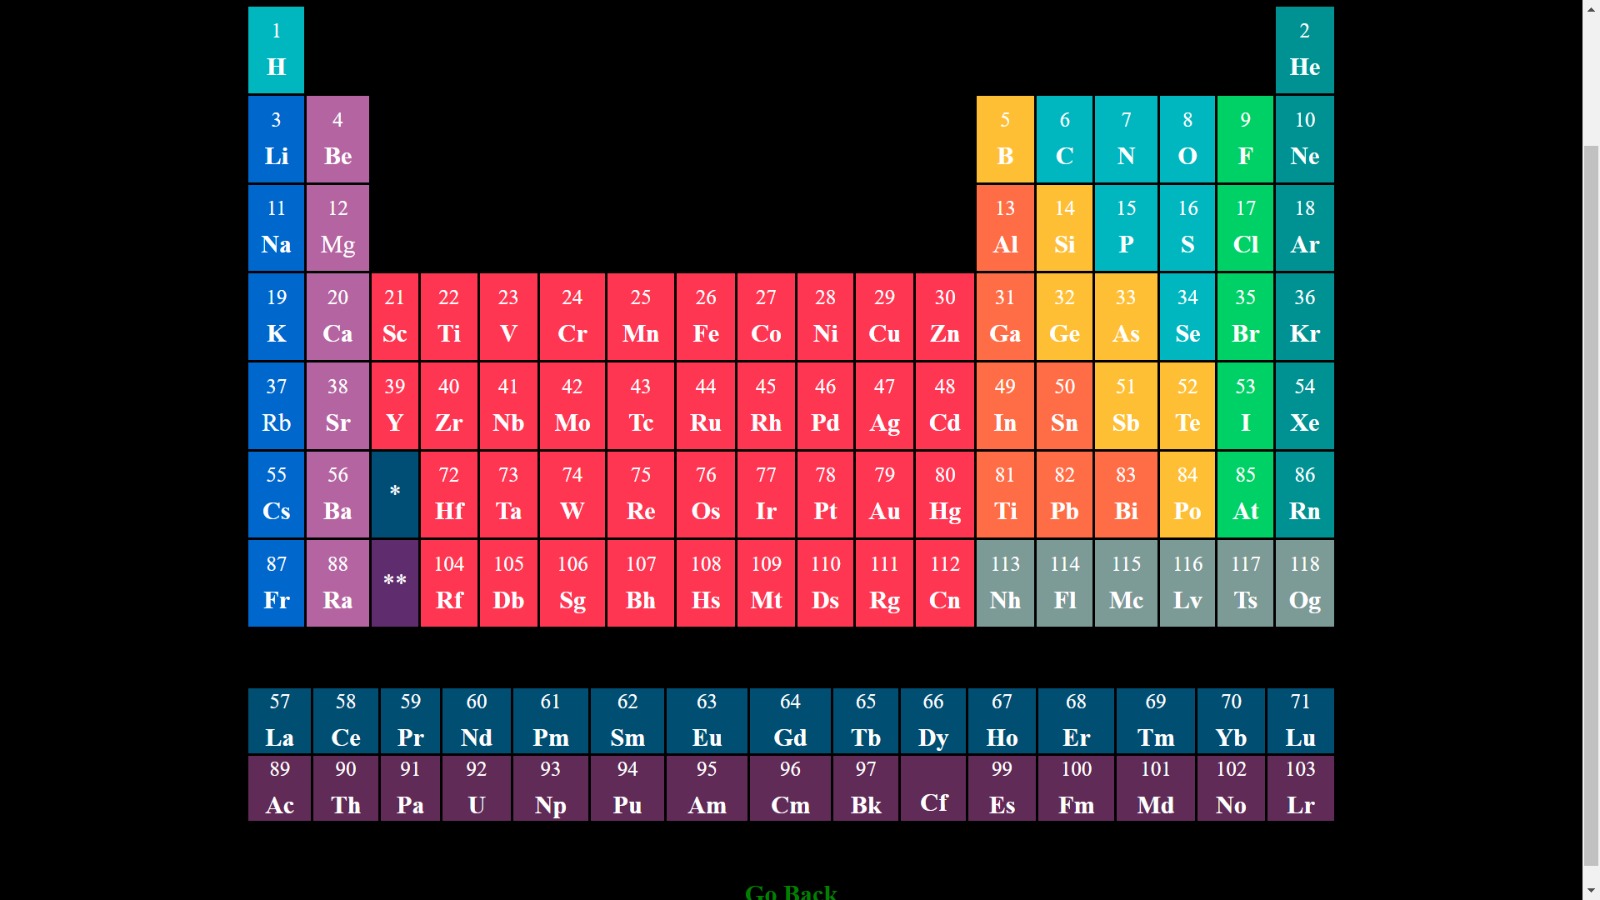 1 2
H He
3 4 5 6 7 8 9 10
Li Be B C N O F Ne
11 12 13 14 15 16 17 18
Na Mg Al Si P S Cl Ar
19 20 21 22 23 24 25 26 27 28 29 30 31 32 33 34 35 36
K Ca Sc Ti V Cr Mn Fe Co Ni Cu Zn Ga Ge As Se Br Kr
37 38 39 40 41 42 43 44 45 46 47 48 49 50 51 52 53 54
Rb Sr Y Zr Nb Mo Tc Ru Rh Pd Ag Cd In Sn Sb Te I Xe
55 56 * 72 73 74 75 76 77 78 79 80 81 82 83 84 85 86
Cs Ba Hf Ta W Re Os Ir Pt Au Hg Ti Pb Bi Po At Rn
87 88 ** 104 105 106 107 108 109 110 111 112 113 114 115 116 117 118
Fr Ra Rf Db Sg Bh Hs Mt Ds Rg Cn Nh Fl Mc Lv Ts Og
57 58 59 60 61 62 63 64 65 66 67 68 69 70 71
La Ce Pr Nd Pm Sm Eu Gd Tb Dy Ho Er Tm Yb Lu
89 90 91 92 93 94 95 96 97 99 100 101 102 103
Ac Th Pa U Np Pu Am Cm Bk Cf Es Fm Md No Lr
Go Back